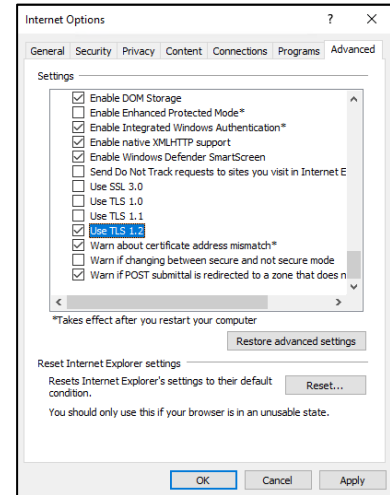 Internet Options
? ×
General Security Privacy Content Connections Programs Advanced
Settings
Enable DOM Storage
Enable Enhanced Protected Mode*
Enable Integrated Windows Authentication*
Enable native XMLHTTP support
Enable Windows Defender SmartScreen
Send Do Not Track requests to sites you visit in Internet E
Use SSL 3.0
Use TLS 1.0
Use TLS 1.1
Use TLS 1.2
Warn about certificate address mismatch*
Warn if changing between secure and not secure mode
Warn if POST submittal is redirected to a zone that does n
*Takes effect after you restart your computer
Restore advanced settings
Reset Internet Explorer settings
Resets Internet Explorer's settings to their default
condition.
Reset...
You should only use this if your browser is in an unusable state.
OK Cancel Apply